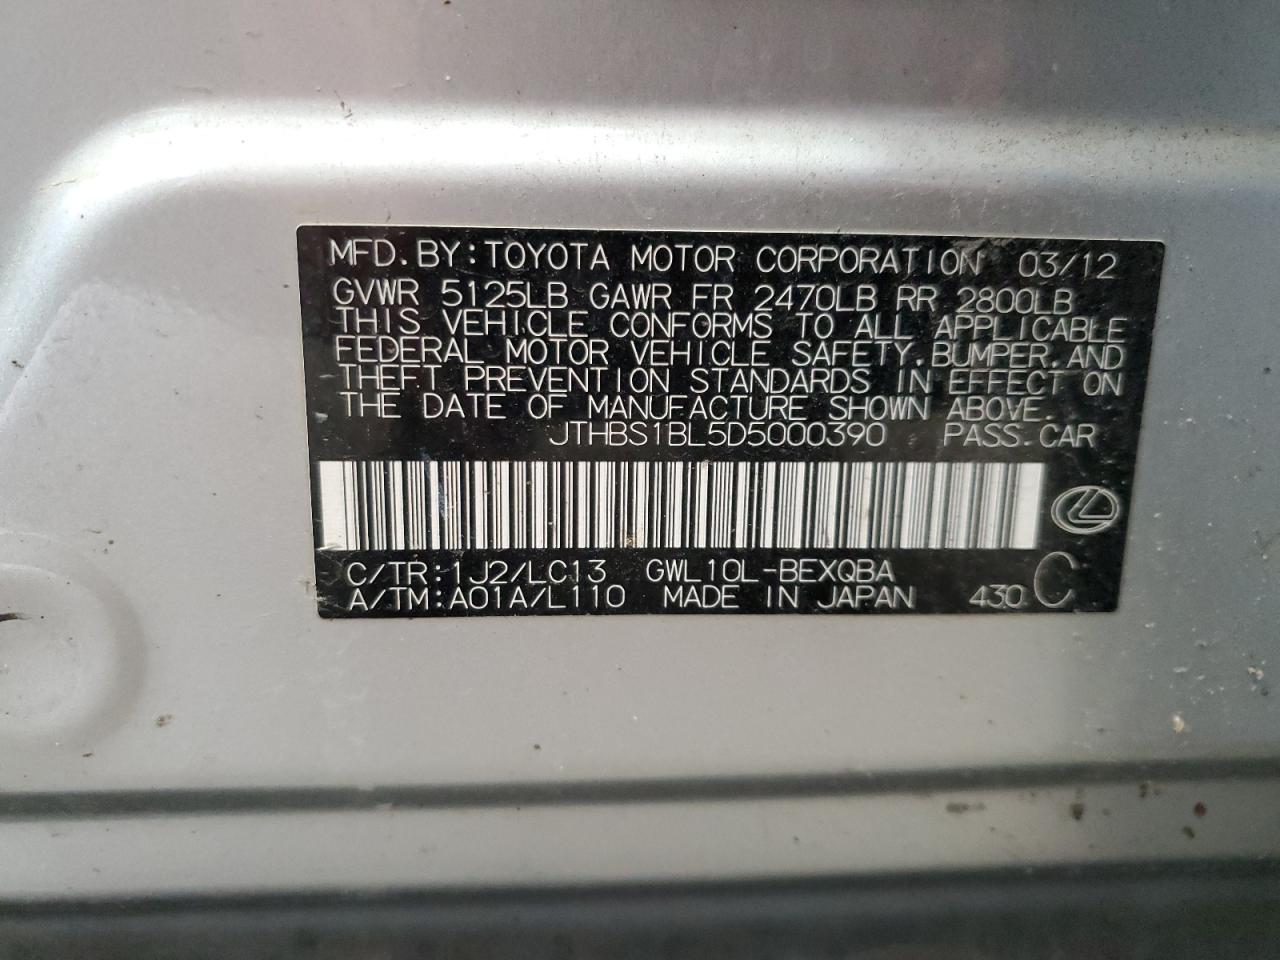 MFD. BY: TOYOTA MOTOR CORPORATION 03/12
GVWR 5125LB GAWR FR 2470LB RR 2800LB
THIS VEHICLE CONFORMS TO ALL APPLICABLE
FEDERAL MOTOR VEHICLE SAFETY, BUMPER, AND
THEFT PREVENTION STANDARDS IN EFFECT ON
THE DATE OF MANUFACTURE SHOWN ABOVE.
JTHBS1BL5D5000390 PASS. CAR
C/TR: 1J2/LC13 GWL10L-BEXQBA
A/TM: A01A/L110 MADE IN JAPAN 430 C